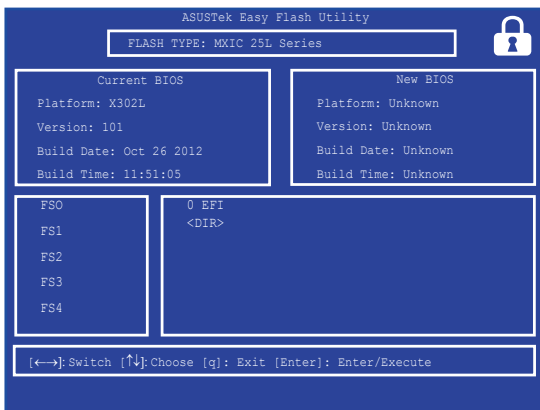 ASUSTek Easy Flash Utility
FLASH TYPE: MXIC 25L Series
Current BIOS
Platform: X302L
Version: 101
Build Date: Oct 26 2012
Build Time: 11:51:05
New BIOS
Platform: Unknown
Version: Unknown
Build Date: Unknown
Build Time: Unknown
FSO
FS1
FS2
FS3
FS4
0 EFI
<DIR>
[←→]: Switch [↑↓]: Choose [q]: Exit [Enter]: Enter/Execute